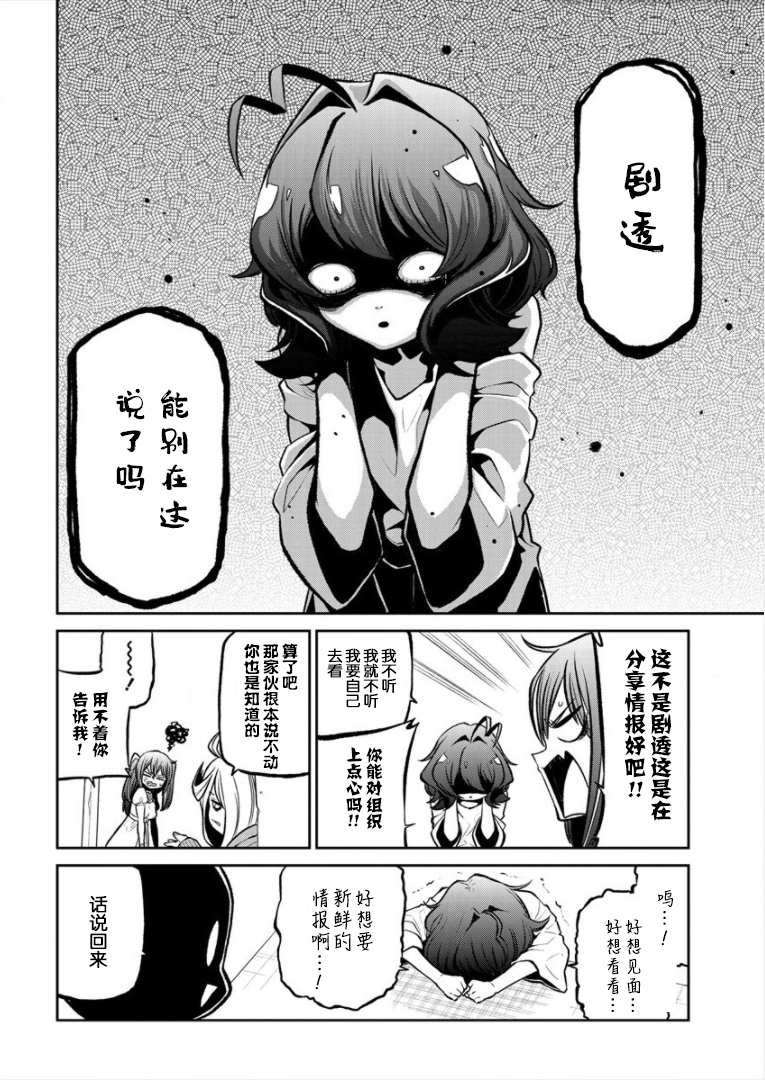 剧透
能别在这
说了吗
这不是剧透这是在
分享情报好吧!!
我不听
我就不听
我要自己
去看
你能对组织
上点心吗!!
算了吧
那家伙很本说不动
你也是知道的
…!
用不着你
告诉我!
呜…!
好想见面…
好想看看…
好想要
新鲜的
情报啊…!
话说回来